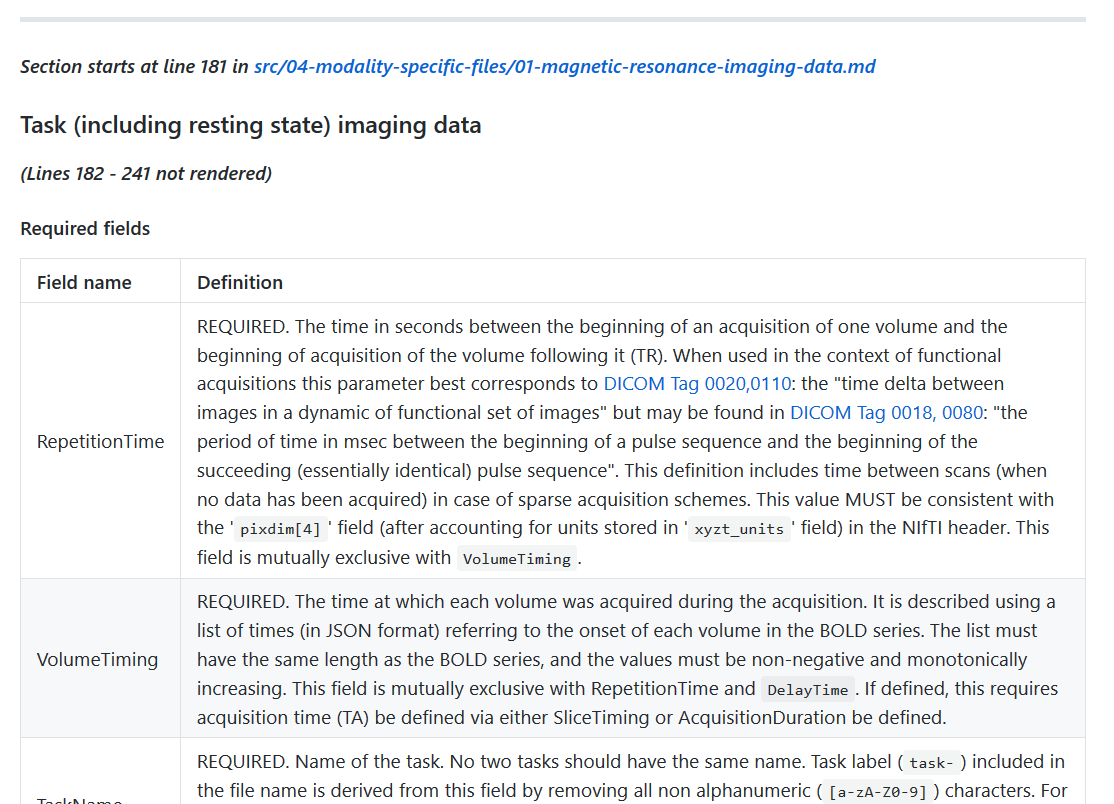 Section starts at line 181 in src/04-modality-specific-files/01-magnetic-resonance-imaging-data.md
Task (including resting state) imaging data
(Lines 182 - 241 not rendered)
Required fields
Field name
Definition
RepetitionTime
REQUIRED. The time in seconds between the beginning of an acquisition of one volume and the
beginning of acquisition of the volume following it (TR). When used in the context of functional
acquisitions this parameter best corresponds to DICOM Tag 0020,0110: the "time delta between
images in a dynamic of functional set of images" but may be found in DICOM Tag 0018, 0080: "the
period of time in msec between the beginning of a pulse sequence and the beginning of the
succeeding (essentially identical) pulse sequence". This definition includes time between scans (when
no data has been acquired) in case of sparse acquisition schemes. This value MUST be consistent with
the 'pixdim[4]' field (after accounting for units stored in 'xyzt_units' field) in the NIfTI header. This
field is mutually exclusive with VolumeTiming.
VolumeTiming
REQUIRED. The time at which each volume was acquired during the acquisition. It is described using a
list of times (in JSON format) referring to the onset of each volume in the BOLD series. The list must
have the same length as the BOLD series, and the values must be non-negative and monotonically
increasing. This field is mutually exclusive with RepetitionTime and DelayTime. If defined, this requires
acquisition time (TA) be defined via either SliceTiming or AcquisitionDuration be defined.
TaskName
REQUIRED. Name of the task. No two tasks should have the same name. Task label (task-) included in
the file name is derived from this field by removing all non alphanumeric ([a-zA-Z0-9]) characters. For